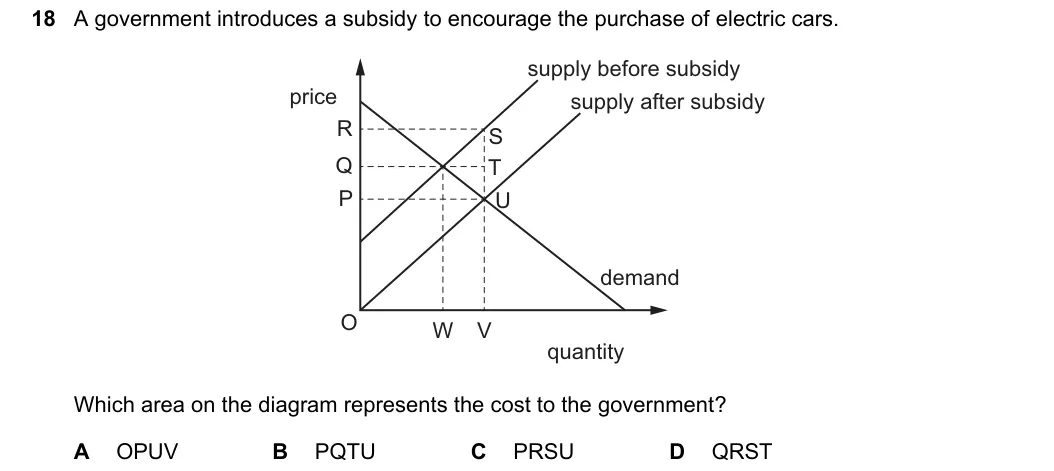 18 A government introduces a subsidy to encourage the purchase of electric cars.
supply before subsidy
price
supply after subsidy
R
S
Q
T
P
U
demand
O
W V
quantity
Which area on the diagram represents the cost to the government?
A OPUV B PQTU C PRSU D QRST